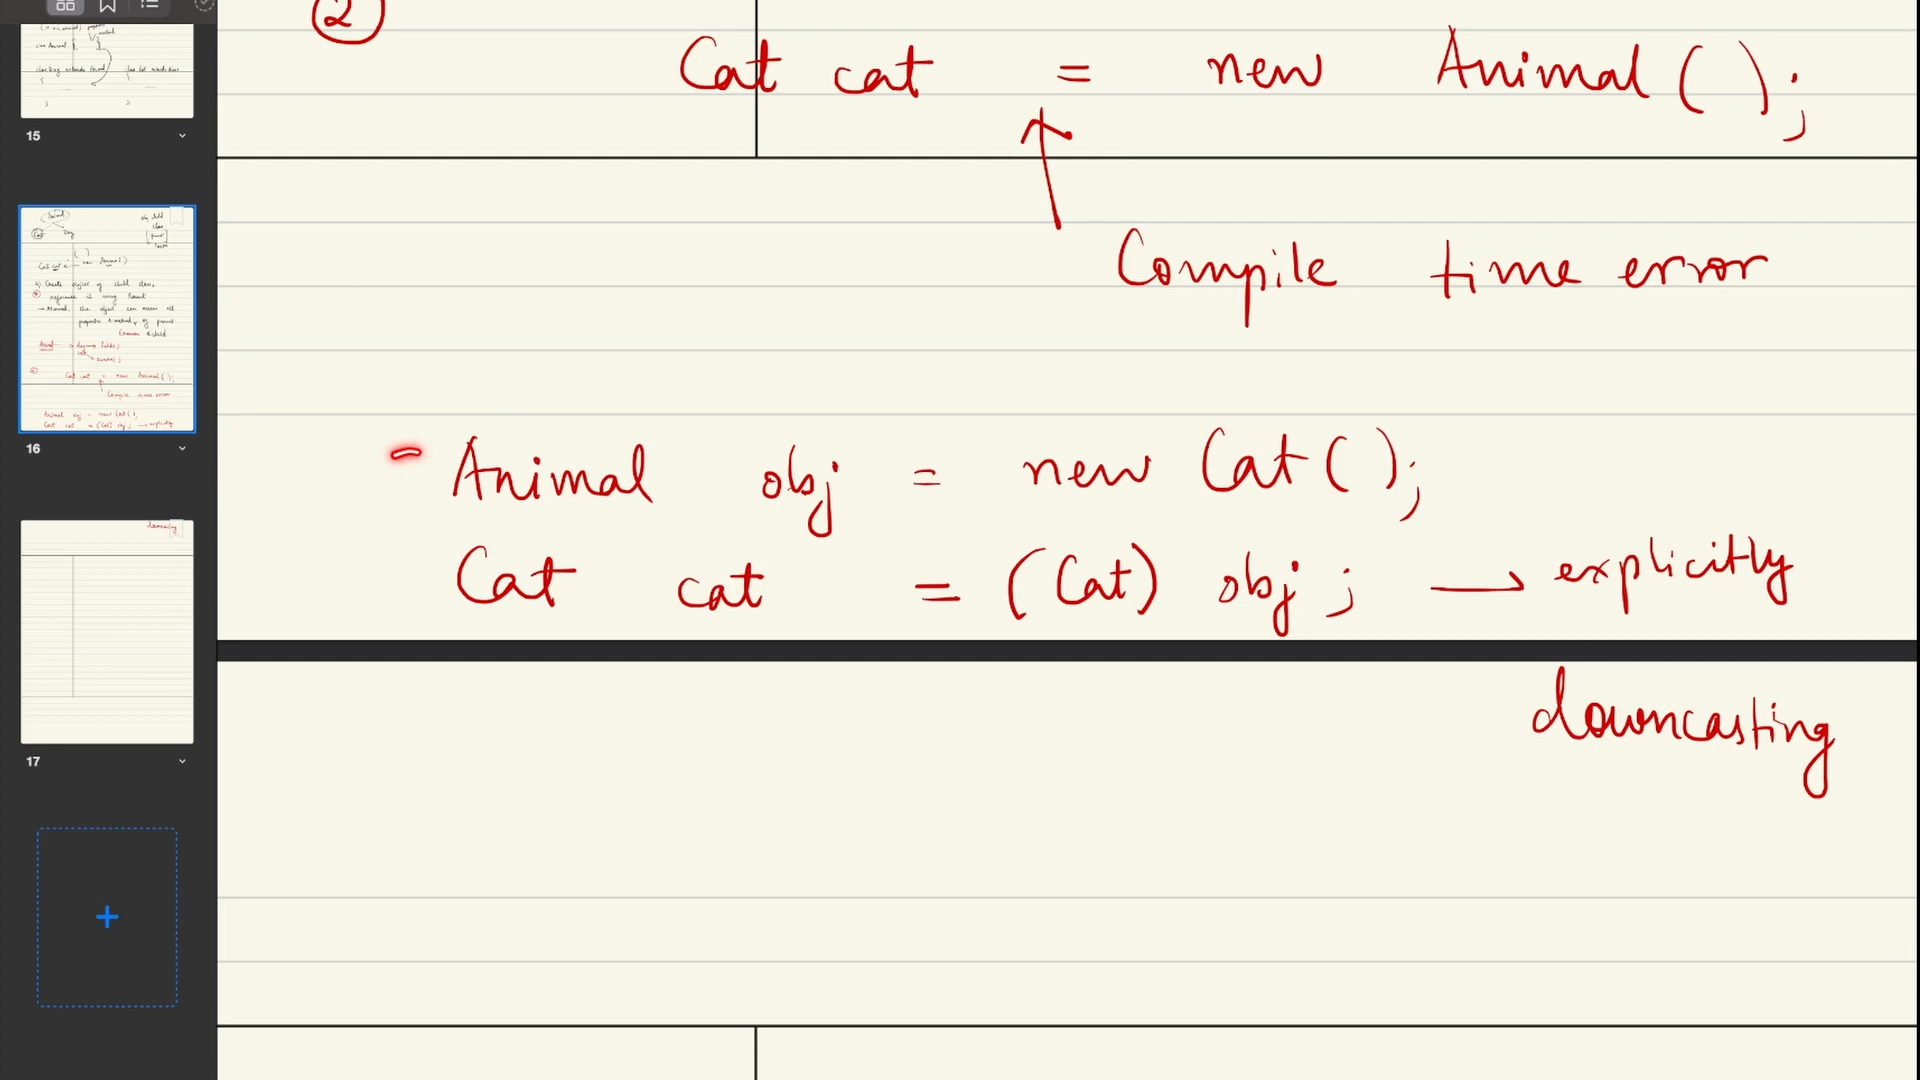 2
Cat cat = new Animal();
Compile time error
Animal obj = new Cat();
Cat cat = (Cat) obj; → explicitly
downcasting
15
16
17